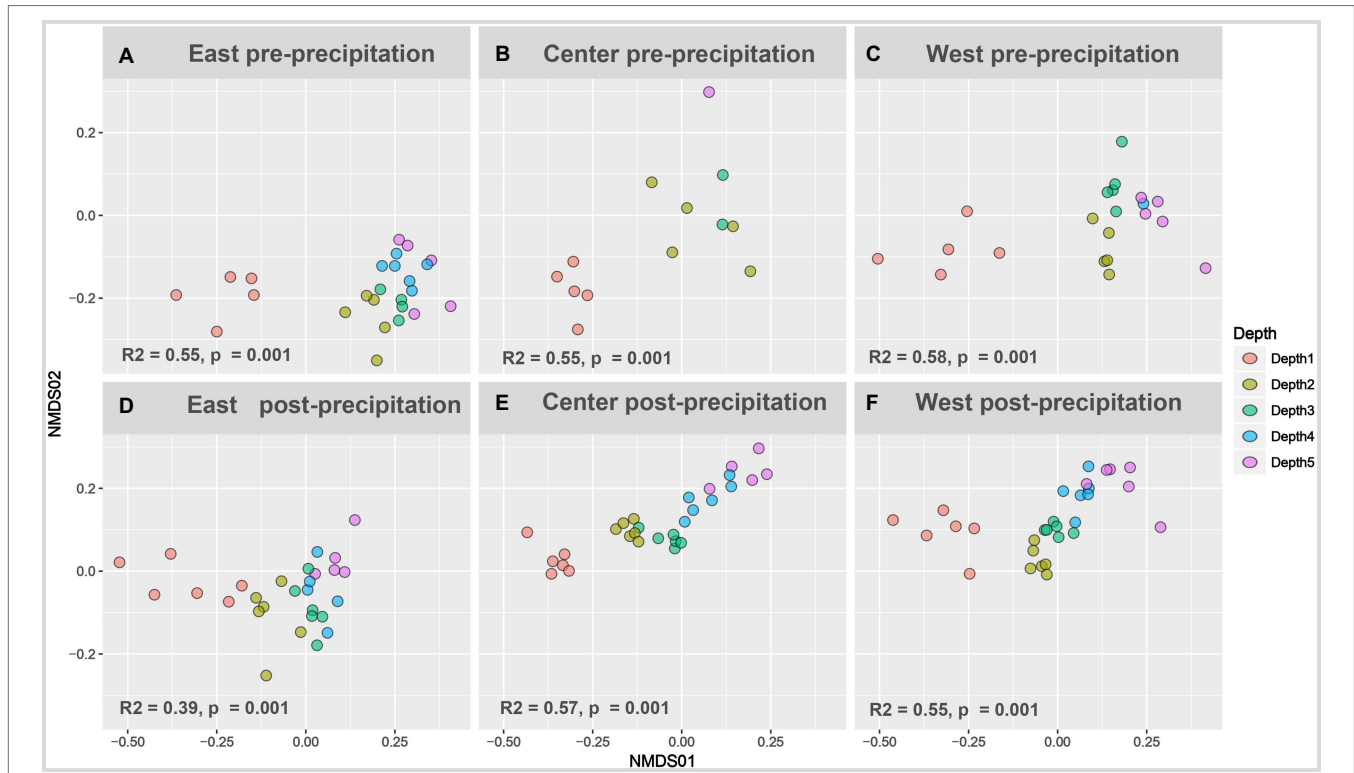 A East pre-precipitation
B Center pre-precipitation
C West pre-precipitation
0.2
0.0
−0.2
R2 = 0.55, p = 0.001
R2 = 0.55, p = 0.001
R2 = 0.58, p = 0.001
D East post-precipitation
E Center post-precipitation
F West post-precipitation
0.2
0.0
−0.2
R2 = 0.39, p = 0.001
R2 = 0.57, p = 0.001
R2 = 0.55, p = 0.001
−0.50 −0.25 0.00 0.25
−0.50 −0.25 0.00 0.25
−0.50 −0.25 0.00 0.25
NMDS01
NMDS02
Depth
Depth1
Depth2
Depth3
Depth4
Depth5